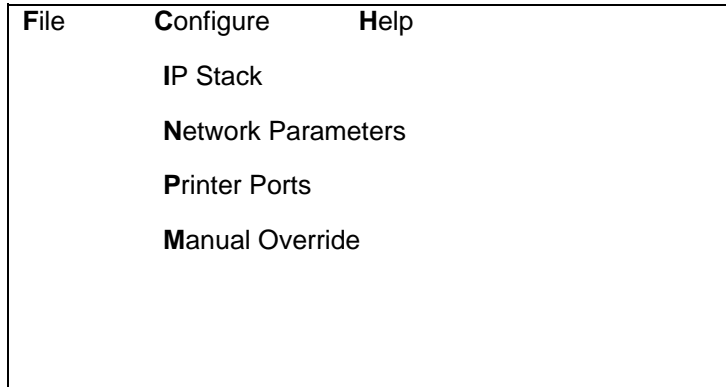 File Configure Help
IP Stack
Network Parameters
Printer Ports
Manual Override